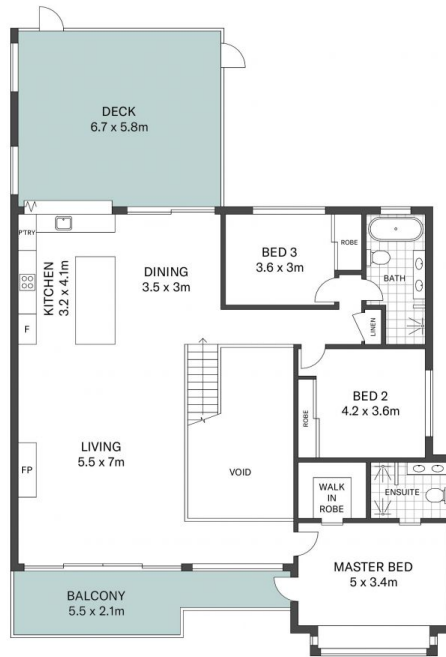 DECK
6.7 x 5.8m
P'TRY
KITCHEN
3.2 x 4.1m
F
DINING
3.5 x 3m
BED 3
3.6 x 3m
ROBE
BATH
LINEN
BED 2
4.2 x 3.6m
ROBE
LIVING
5.5 x 7m
FP
VOID
WALK
IN
ROBE
ENSUITE
MASTER BED
5 x 3.4m
BALCONY
5.5 x 2.1m